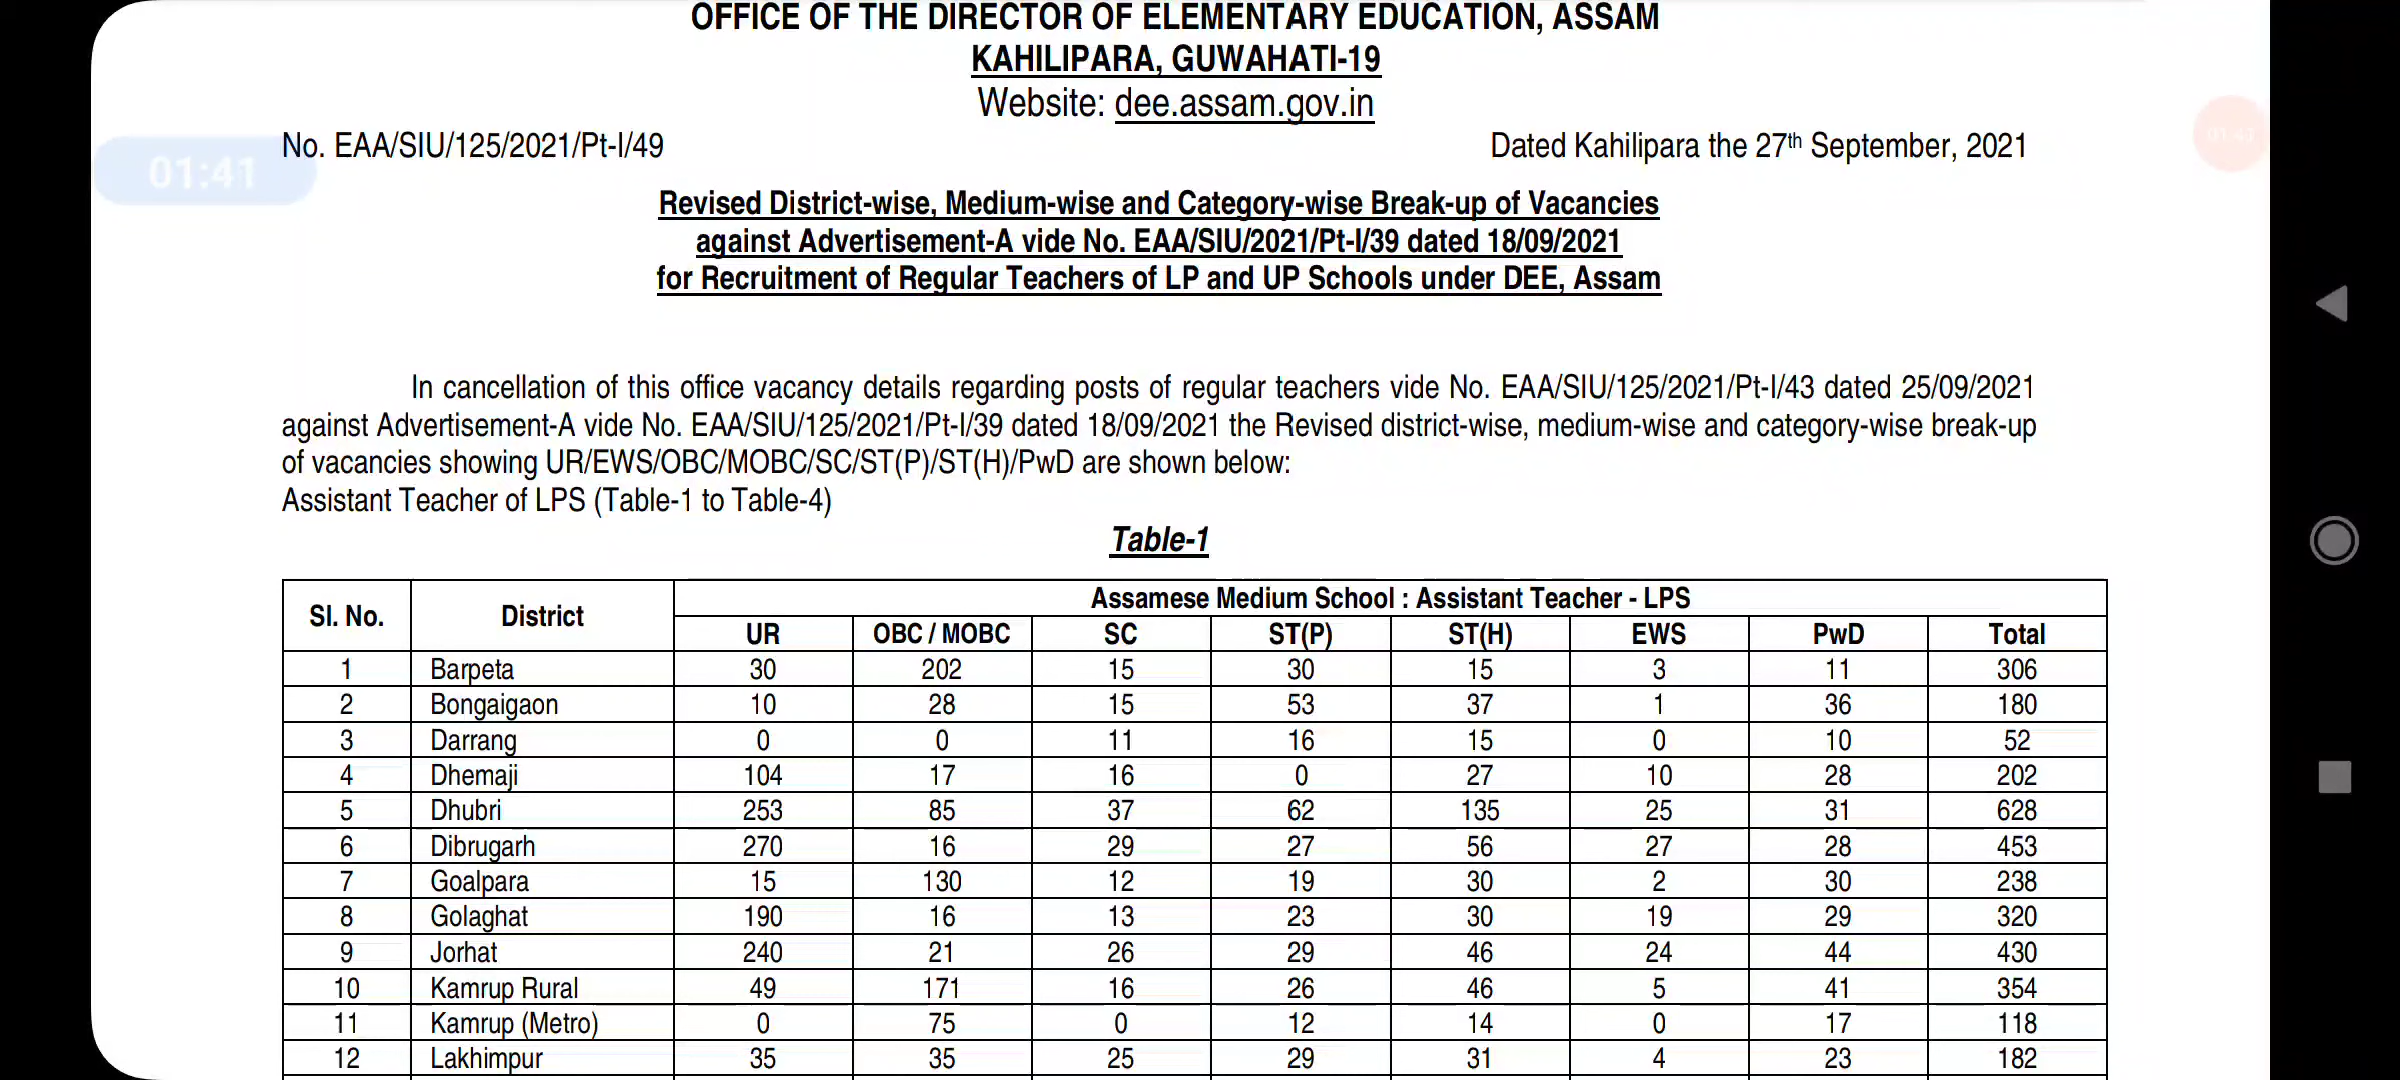 OFFICE OF THE DIRECTOR OF ELEMENTARY EDUCATION, ASSAM
KAHILIPARA, GUWAHATI-19
Website: dee.assam.gov.in
No. EAA/SIU/125/2021/Pt-I/49 Dated Kahilipara the 27th September, 2021
01:41
01:43
Revised District-wise, Medium-wise and Category-wise Break-up of Vacancies
against Advertisement-A vide No. EAA/SIU/2021/Pt-I/39 dated 18/09/2021
for Recruitment of Regular Teachers of LP and UP Schools under DEE, Assam
In cancellation of this office vacancy details regarding posts of regular teachers vide No. EAA/SIU/125/2021/Pt-I/43 dated 25/09/2021
against Advertisement-A vide No. EAA/SIU/125/2021/Pt-I/39 dated 18/09/2021 the Revised district-wise, medium-wise and category-wise break-up
of vacancies showing UR/EWS/OBC/MOBC/SC/ST(P)/ST(H)/PwD are shown below:
Assistant Teacher of LPS (Table-1 to Table-4)
Table-1
Sl. No. District Assamese Medium School : Assistant Teacher - LPS
UR OBC / MOBC SC ST(P) ST(H) EWS PwD Total
1 Barpeta 30 202 15 30 15 3 11 306
2 Bongaigaon 10 28 15 53 37 1 36 180
3 Darrang 0 0 11 16 15 0 10 52
4 Dhemaji 104 17 16 0 27 10 28 202
5 Dhubri 253 85 37 62 135 25 31 628
6 Dibrugarh 270 16 29 27 56 27 28 453
7 Goalpara 15 130 12 19 30 2 30 238
8 Golaghat 190 16 13 23 30 19 29 320
9 Jorhat 240 21 26 29 46 24 44 430
10 Kamrup Rural 49 171 16 26 46 5 41 354
11 Kamrup (Metro) 0 75 0 12 14 0 17 118
12 Lakhimpur 35 35 25 29 31 4 23 182